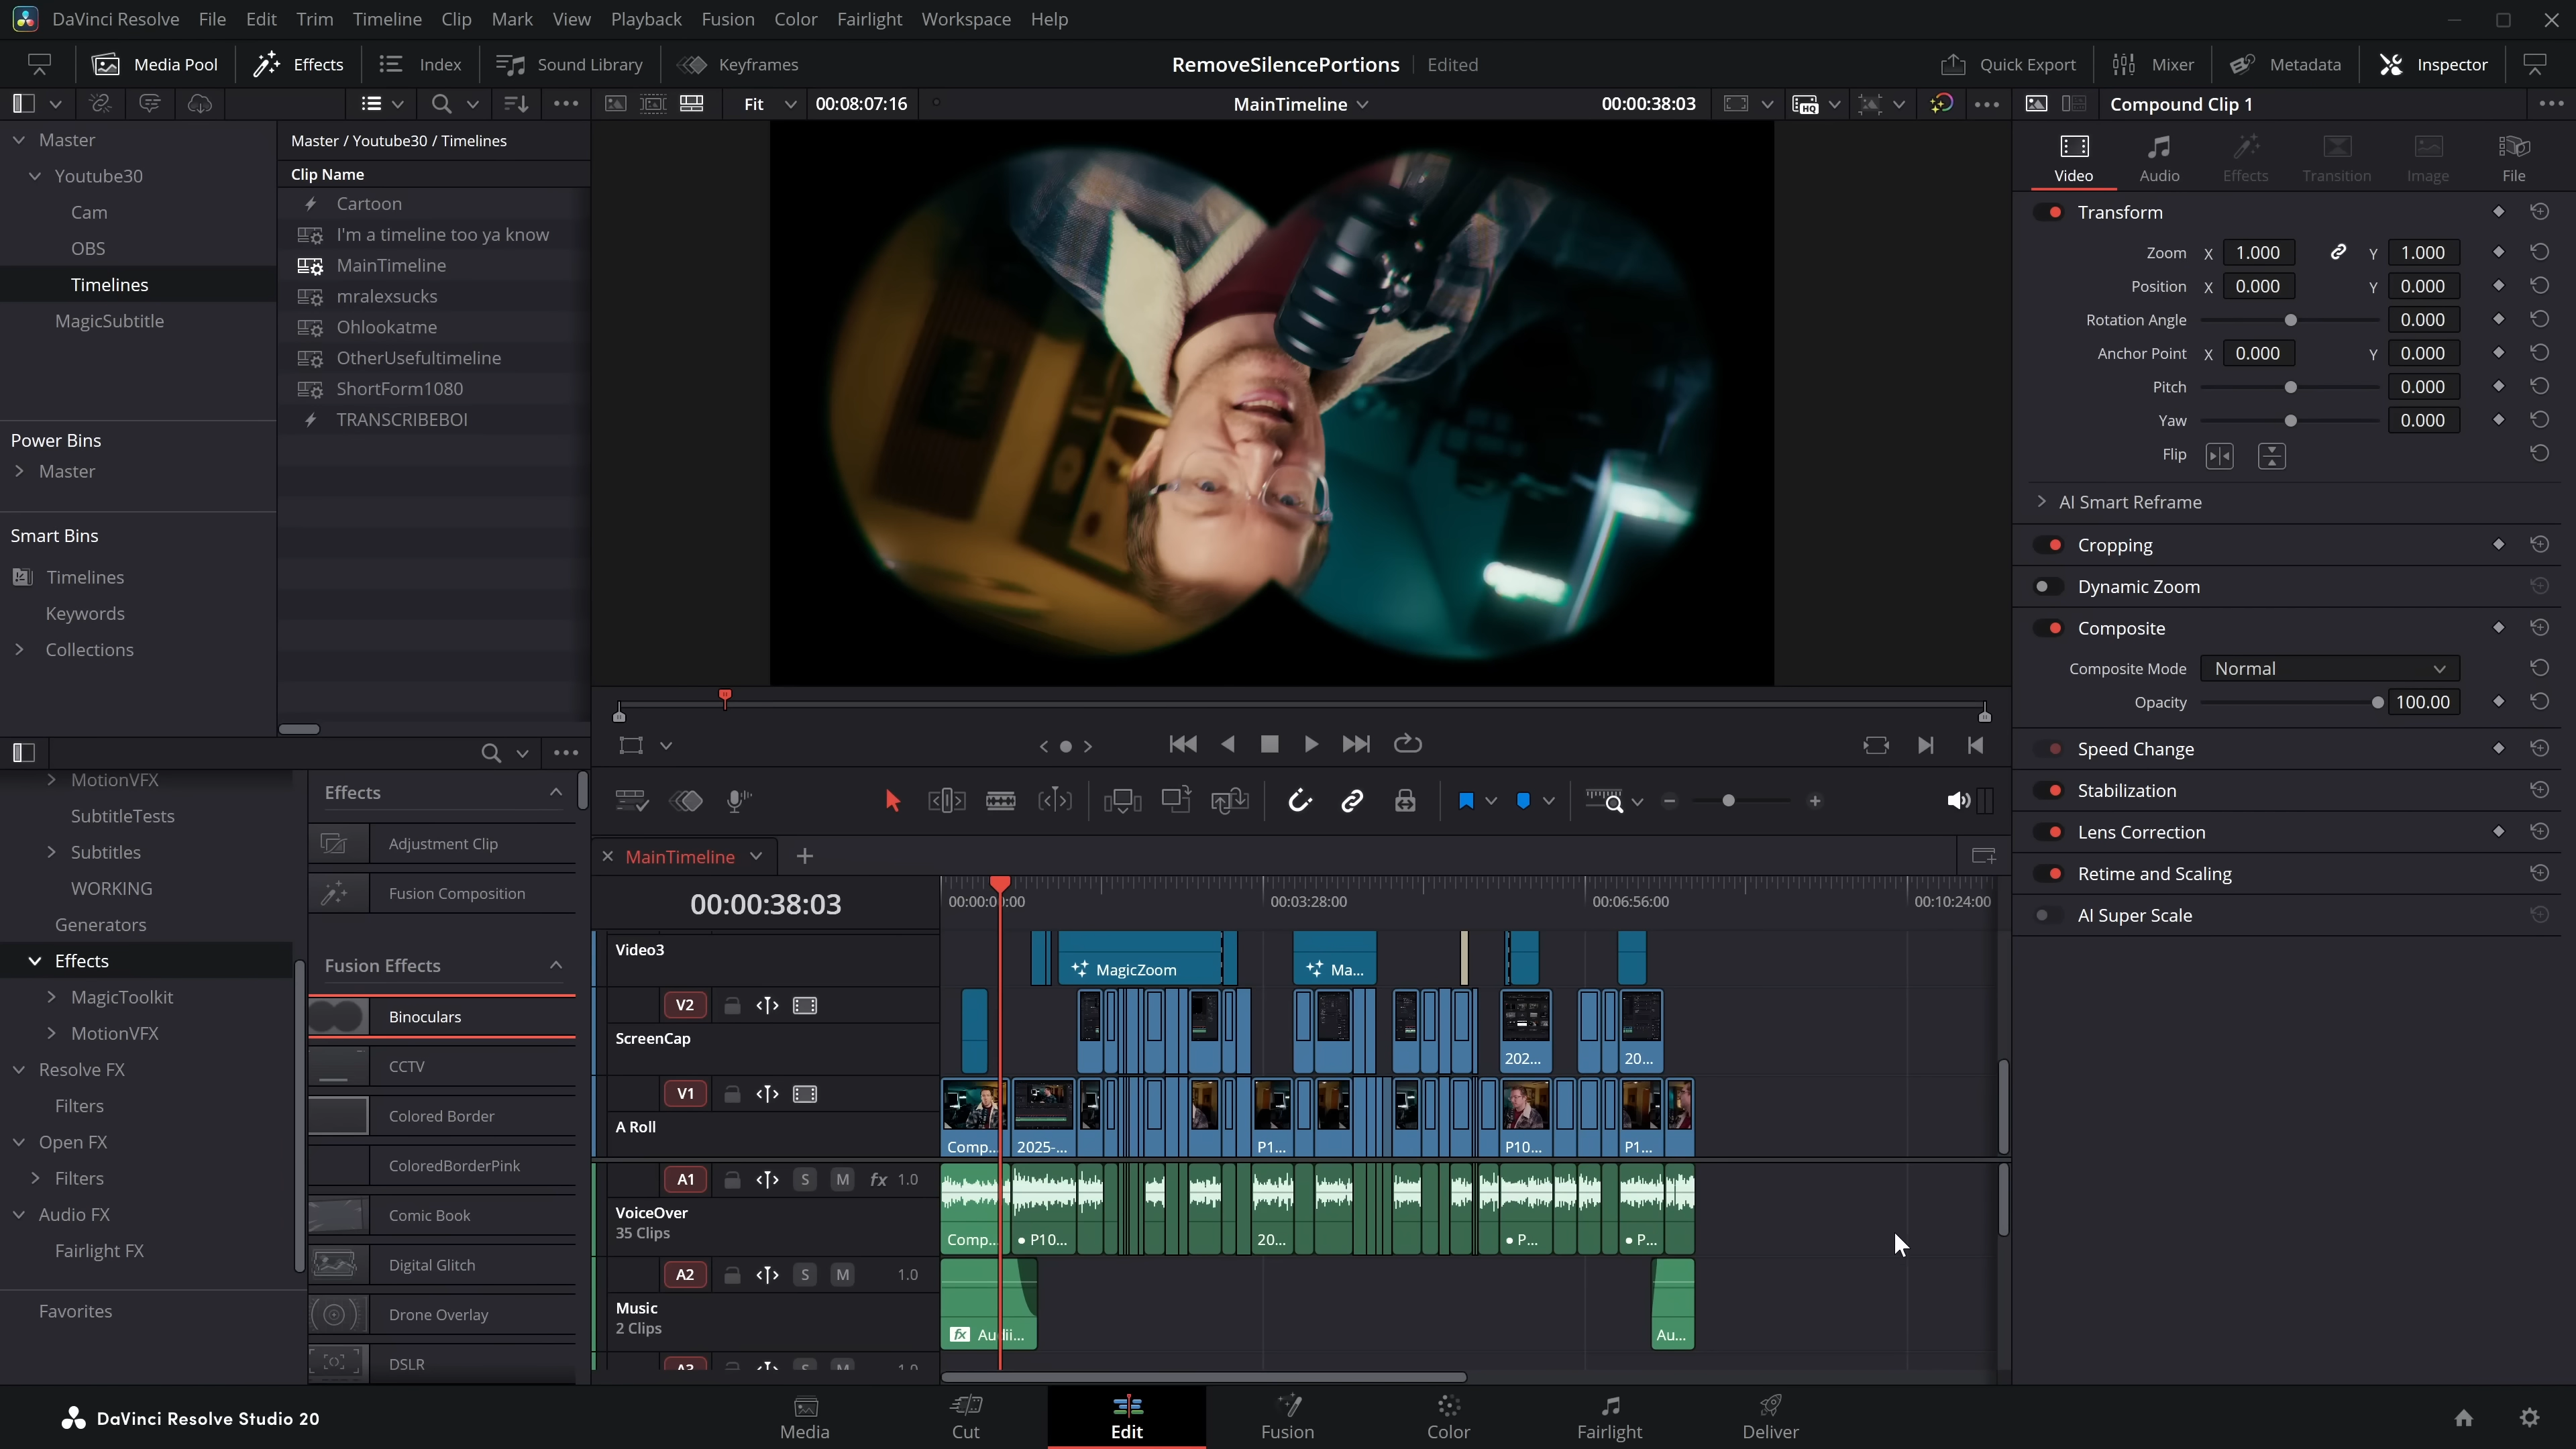 DaVinci Resolve File Edit Trim Timeline Clip Mark View Playback Fusion Color Fairlight Workspace Help
Media Pool Effects Index Sound Library Keyframes
RemoveSilencePortions Edited
Quick Export Mixer Metadata Inspector
Fit 00:08:07:16 MainTimeline 00:00:38:03
Compound Clip 1
Master
Youtube30
Cam
OBS
Timelines
MagicSubtitle
Power Bins
Master
Smart Bins
Timelines
Keywords
Collections
Master / Youtube30 / Timelines
Clip Name
Cartoon
I'm a timeline too ya know
MainTimeline
mralexsucks
Ohlookatme
OtherUsefultimeline
ShortForm1080
TRANSCRIBEBOI
Video Audio Effects Transition Image File
Transform
Zoom X 1.000 Y 1.000
Position X 0.000 Y 0.000
Rotation Angle 0.000
Anchor Point X 0.000 Y 0.000
Pitch 0.000
Yaw 0.000
Flip
AI Smart Reframe
Cropping
Dynamic Zoom
Composite
Composite Mode Normal
Opacity 100.00
Speed Change
Stabilization
Lens Correction
Retime and Scaling
AI Super Scale
MotionVFX
SubtitleTests
Subtitles
WORKING
Generators
Effects
MagicToolkit
MotionVFX
Resolve FX
Filters
Open FX
Filters
Audio FX
Fairlight FX
Favorites
Effects
Adjustment Clip
Fusion Composition
Fusion Effects
Binoculars
CCTV
Colored Border
ColoredBorderPink
Comic Book
Digital Glitch
Drone Overlay
DSLR
MainTimeline
00:00:38:03
00:00:00:00 00:03:28:00 00:06:56:00 00:10:24:00
Video3
MagicZoom Ma...
V2
ScreenCap
202... 20...
V1
A Roll
Comp... 2025-... P1... P10... P1...
A1 S M fx 1.0
VoiceOver
35 Clips
Comp... P10... 20... P... P...
A2 S M 1.0
Music
2 Clips
fx Audii... Au...
A3 S M 1.0
DaVinci Resolve Studio 20
Media Cut Edit Fusion Color Fairlight Deliver